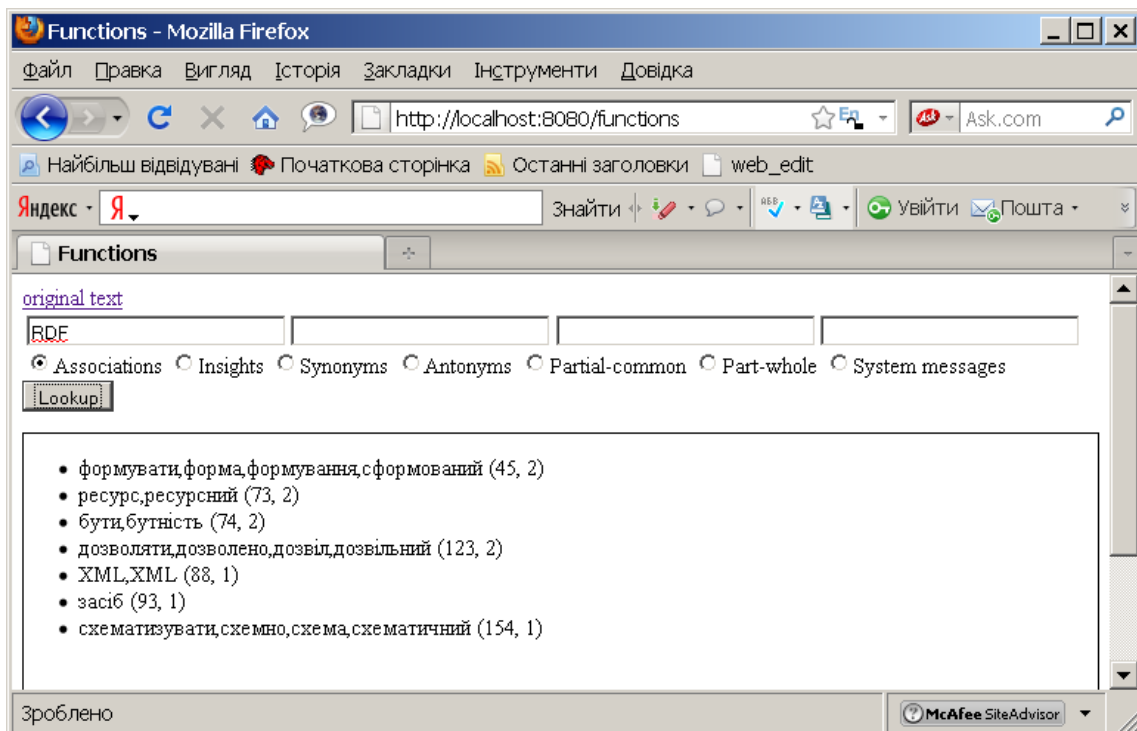 Functions - Mozilla Firefox
Файл Правка Вигляд Історія Закладки Інструменти Довідка
http://localhost:8080/functions Ask.com
Найбільш відвідувані Початкова сторінка Останні заголовки web_edit
Яндекс Я Знайти АБВ Увійти Пошта
Functions
original text
RDF
Associations Insights Synonyms Antonyms Partial-common Part-whole System messages
Lookup
формувати,форма,формування,сформований (45, 2)
ресурс,ресурсний (73, 2)
бути,бутність (74, 2)
дозволяти,дозволено,дозвіл,дозвільний (123, 2)
XML,XML (88, 1)
засіб (93, 1)
схематизувати,схемно,схема,схематичний (154, 1)
Зроблено McAfee SiteAdvisor